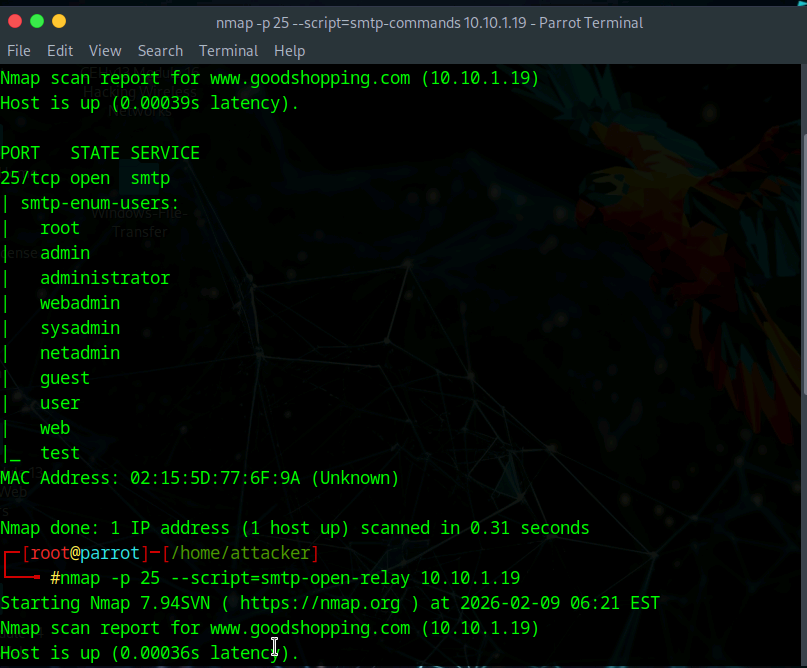 nmap -p 25 --script=smtp-commands 10.10.1.19 - Parrot Terminal
File Edit View Search Terminal Help
Nmap scan report for www.goodshopping.com (10.10.1.19)
Host is up (0.00039s latency).
PORT   STATE SERVICE
25/tcp open  smtp
| smtp-enum-users:
|   root
|   admin
|   administrator
|   webadmin
|   sysadmin
|   netadmin
|   guest
|   user
|   web
|_  test
MAC Address: 02:15:5D:77:6F:9A (Unknown)
Nmap done: 1 IP address (1 host up) scanned in 0.31 seconds
┌─[root@parrot]─[/home/attacker]
└──╼ #nmap -p 25 --script=smtp-open-relay 10.10.1.19
Starting Nmap 7.94SVN ( https://nmap.org ) at 2026-02-09 06:21 EST
Nmap scan report for www.goodshopping.com (10.10.1.19)
Host is up (0.00036s latency).